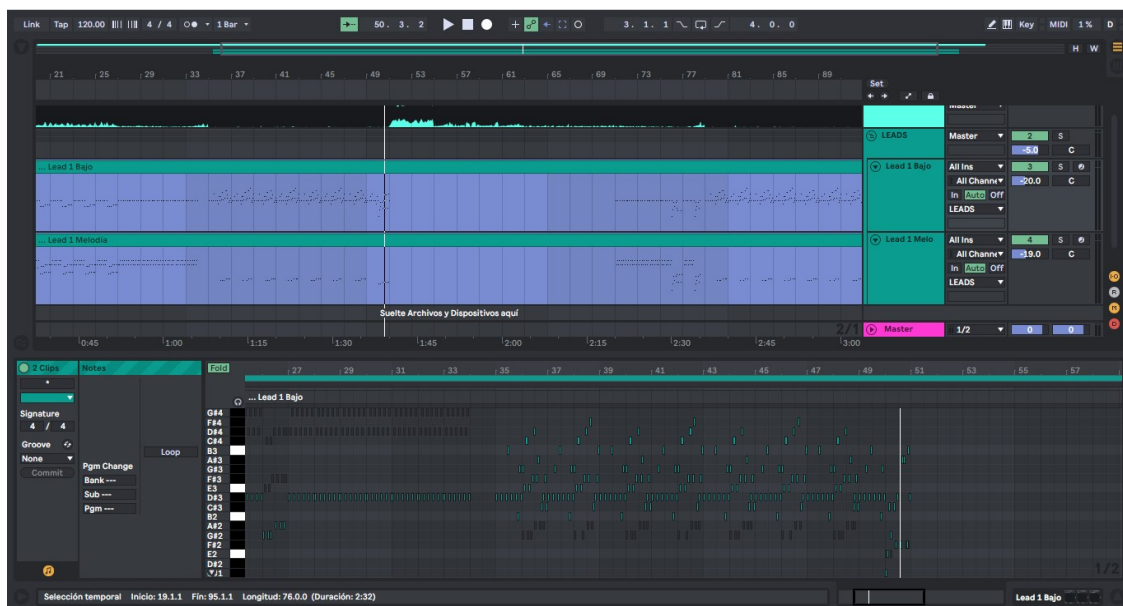 Link Tap 120.00 4 / 4 1 Bar 50. 3. 2 3. 1. 1 4. 0. 0 Key MIDI 1 % D
H W
21 25 29 33 37 41 45 49 53 57 61 65 69 73 77 81 85 89
Set
Master
LEADS Master 2 S
-5.0 C
... Lead 1 Bajo Lead 1 Bajo All Ins 3 S
All Channe -20.0 C
In Auto Off
LEADS
... Lead 1 Melodia Lead 1 Melo All Ins 4 S
All Channe -19.0 C
In Auto Off
LEADS
Suelte Archivos y Dispositivos aquí
2/1 Master 1/2 0 0
0:45 1:00 1:15 1:30 1:45 2:00 2:15 2:30 2:45 3:00
2 Clips Notes Fold 27 29 31 33 35 37 39 41 43 45 47 49 51 53 55 57
... Lead 1 Bajo
Signature
4 / 4
Groove
None
Commit
Loop
Pgm Change
Bank ---
Sub ---
Pgm ---
G#4
F#4
D#4
C#4
B3
A#3
G#3
F#3
E3
D#3
C#3
B2
A#2
G#2
F#2
E2
D#2
1/2
Selección temporal Inicio: 19.1.1 Fin: 95.1.1 Longitud: 76.0.0 (Duración: 2:32) Lead 1 Bajo